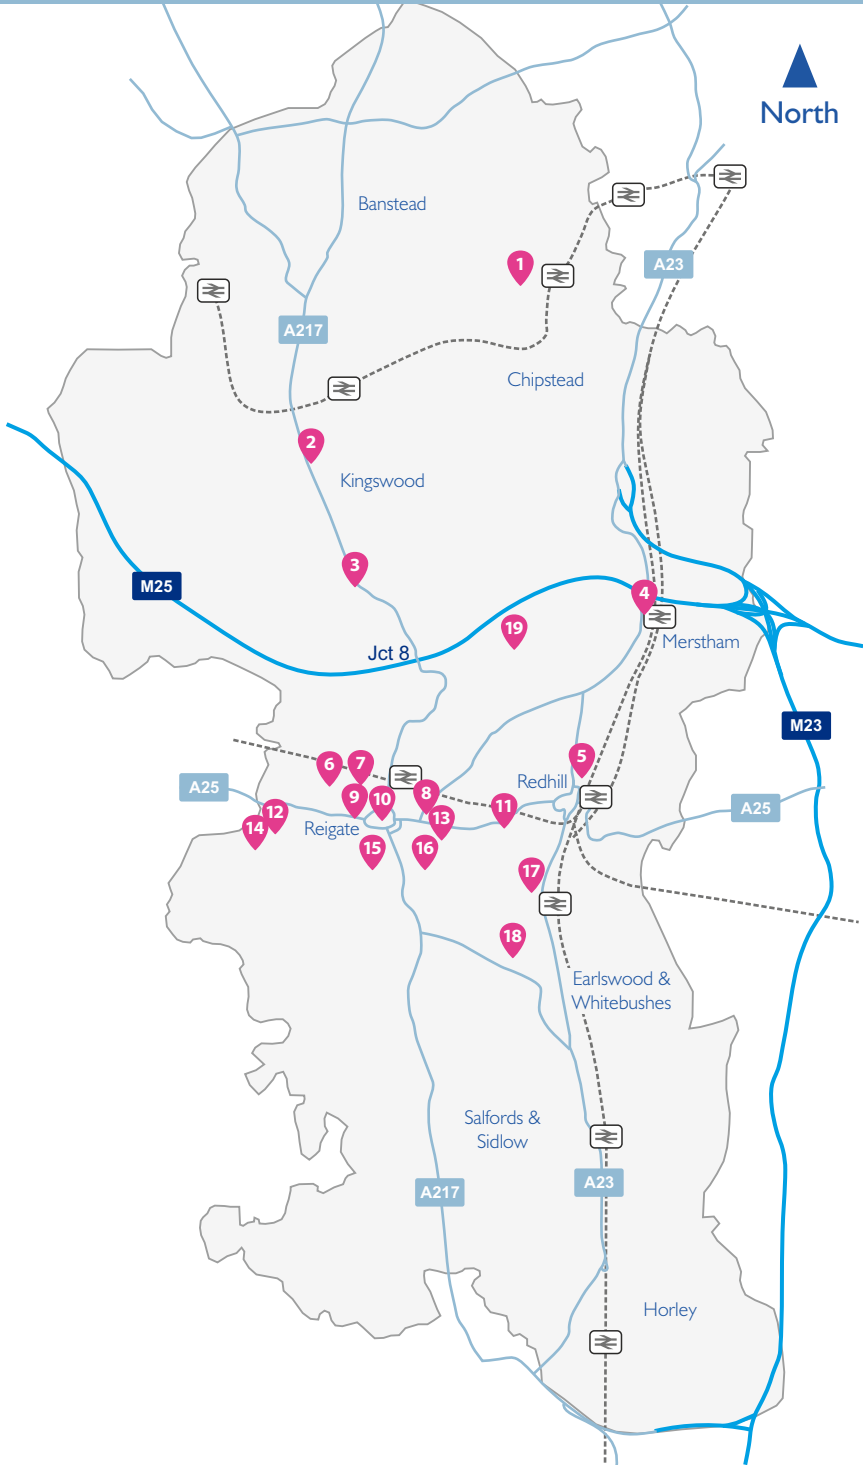 North
Banstead
1
A23
A217
Chipstead
2
Kingswood
3
M25
4
19
Merstham
Jct 8
M23
5
6
7
Redhill
A25
8
9
10
11
A25
12
13
14
Reigate
15
16
17
18
Earlswood &
Whitebushes
Salfords &
Sidlow
A217
A23
Horley